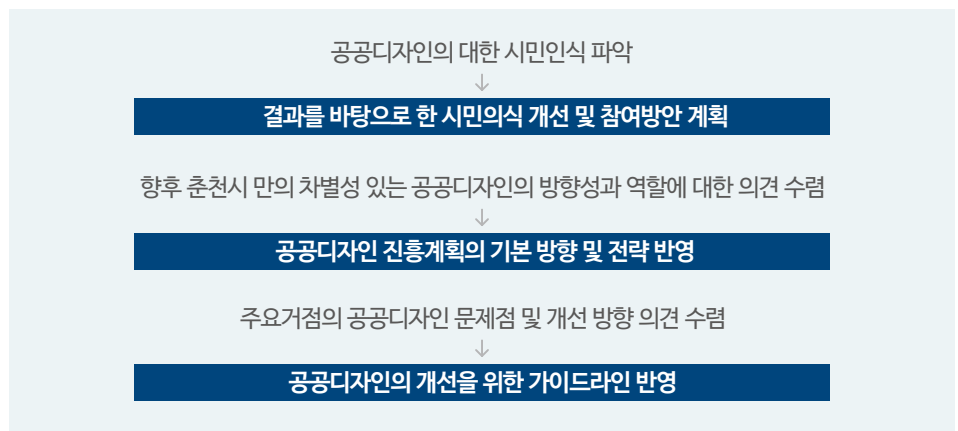 공공디자인의 대한 시민인식 파악
↓
결과를 바탕으로 한 시민의식 개선 및 참여방안 계획
향후 춘천시 만의 차별성 있는 공공디자인의 방향성과 역할에 대한 의견 수렴
↓
공공디자인 진흥계획의 기본 방향 및 전략 반영
주요거점의 공공디자인 문제점 및 개선 방향 의견 수렴
↓
공공디자인의 개선을 위한 가이드라인 반영